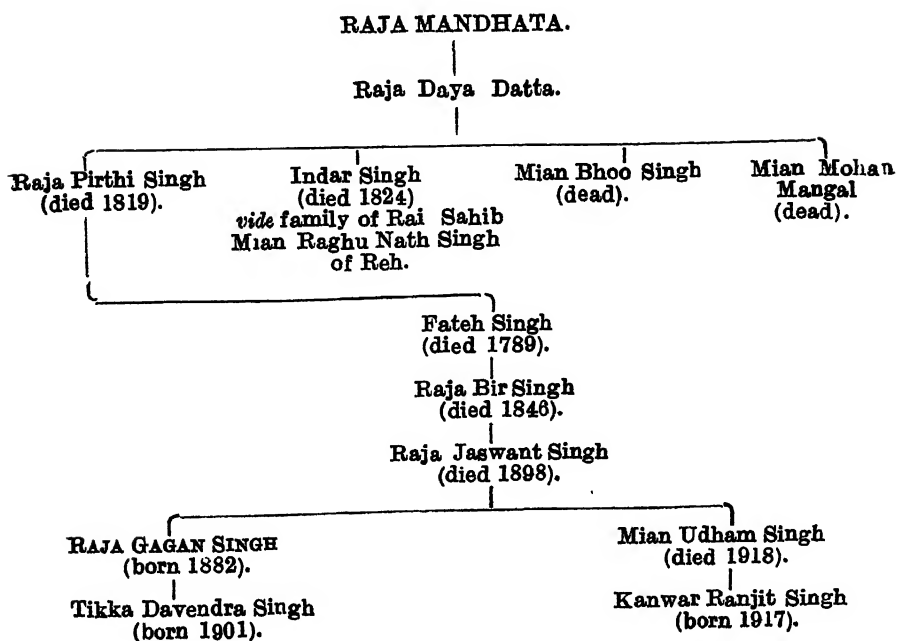 RAJA MANDHATA.
Raja Daya Datta.
Raja Pirthi Singh
(died 1819).
Indar Singh
(died 1824)
vide family of Rai Sahib
Mian Raghu Nath Singh
of Reh.
Mian Bhoo Singh
(dead).
Mian Mohan
Mangal
(dead).
Fateh Singh
(died 1789).
Raja Bir Singh
(died 1846).
Raja Jaswant Singh
(died 1898).
RAJA GAGAN SINGH
(born 1882).
Mian Udham Singh
(died 1918).
Tikka Davendra Singh
(born 1901).
Kanwar Ranjit Singh
(born 1917).